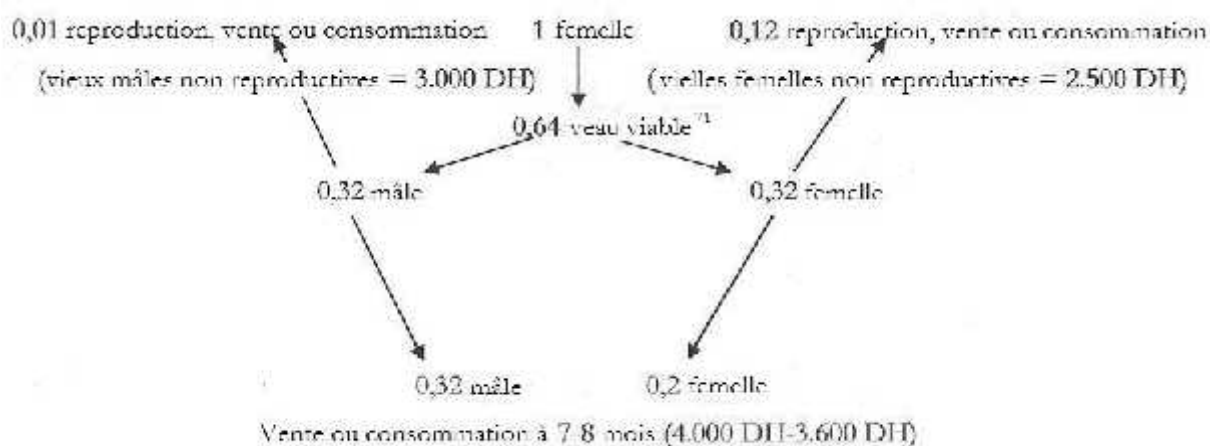 0,01 reproduction, vente ou consommation 1 femelle 0,12 reproduction, vente ou consommation
(vieux mâles non reproductives = 3.000 DH) (vielles femelles non reproductives = 2.500 DH)
0,64 veau viable
0,32 mâle 0,32 femelle
0,32 mâle 0,2 femelle
Vente ou consommation à 7 8 mois (4.000 DH-3.600 DH)